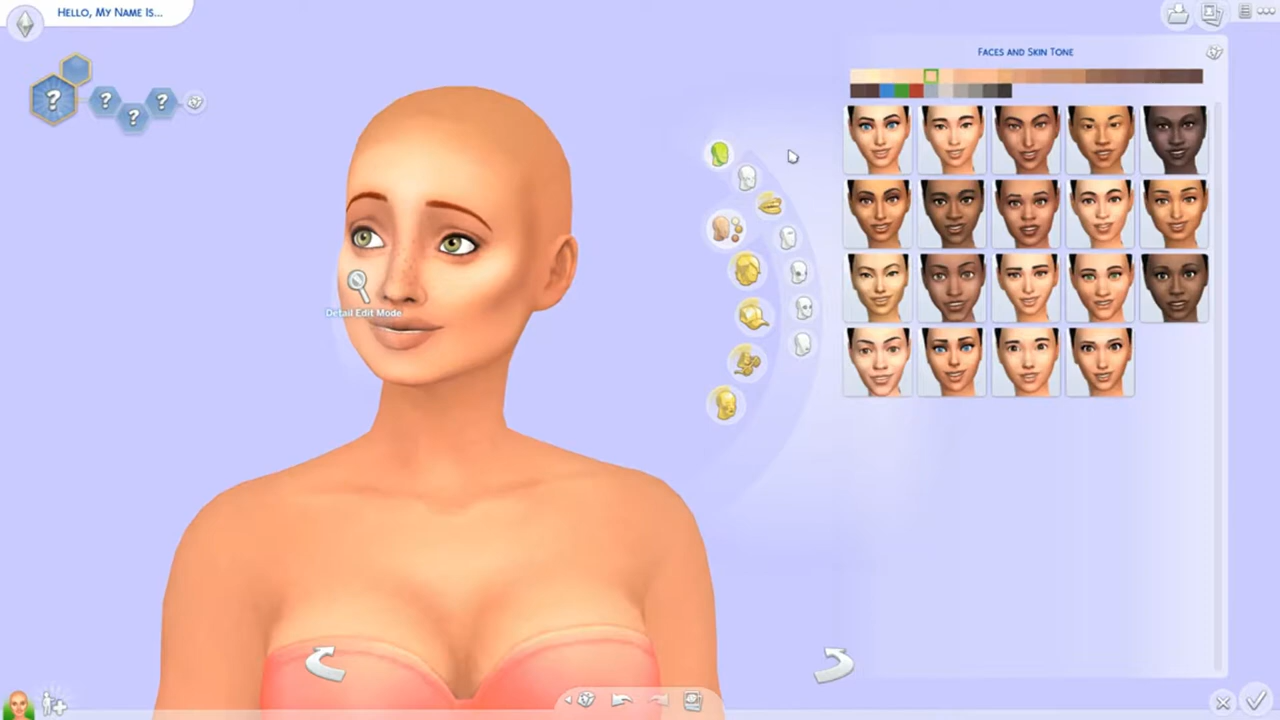 Hello, My Name Is...
Faces and Skin Tone
?
?
?
?
Detail Edit Mode